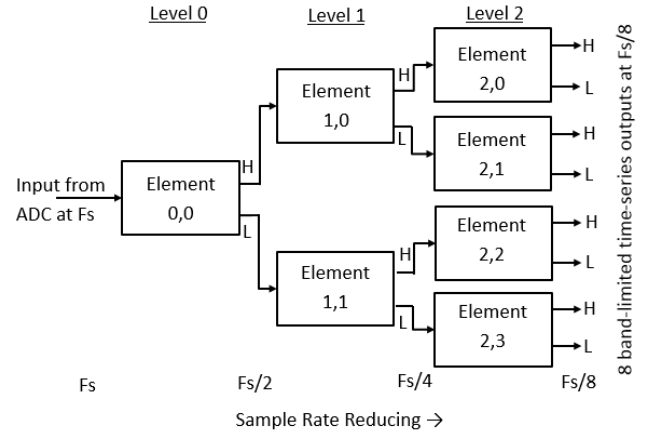 Level 0
Level 1
Level 2
Input from
ADC at Fs
Element
0,0
H
L
Element
1,0
H
L
Element
1,1
H
L
Element
2,0
H
L
Element
2,1
H
L
Element
2,2
H
L
Element
2,3
H
L
8 band-limited time-series outputs at Fs/8
Fs
Fs/2
Fs/4
Fs/8
Sample Rate Reducing →